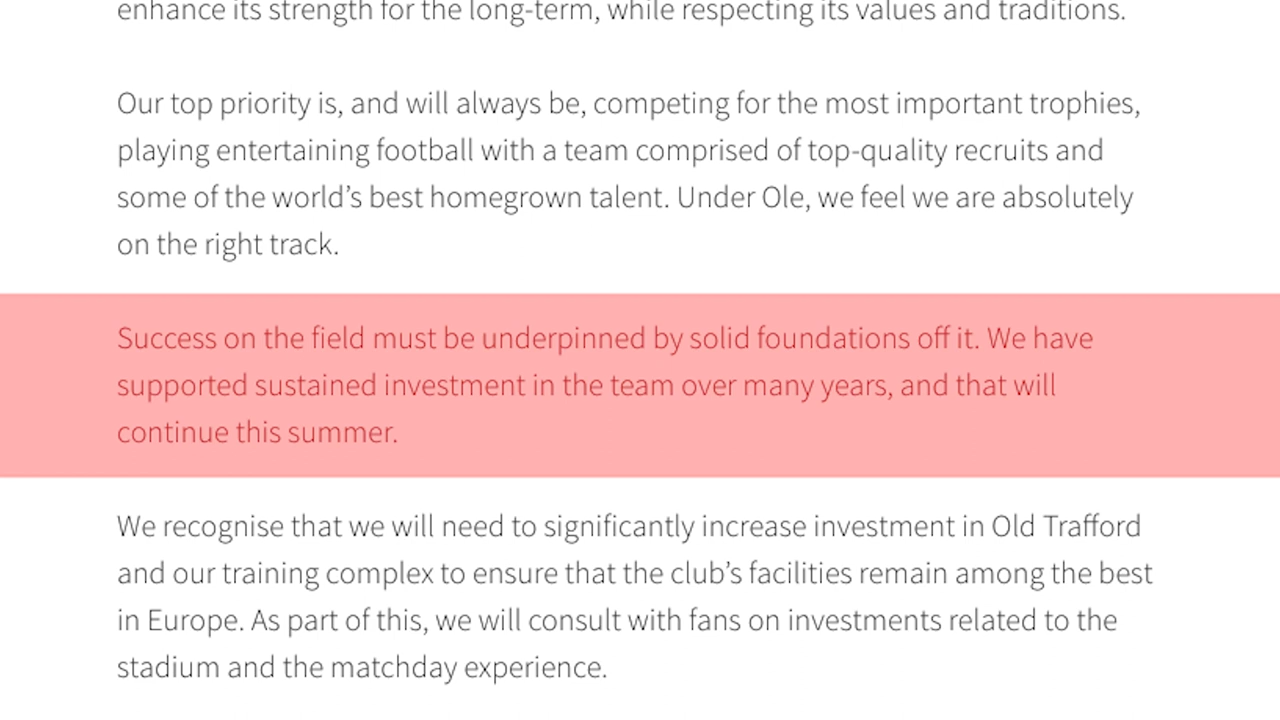 enhance its strength for the long-term, while respecting its values and traditions.
Our top priority is, and will always be, competing for the most important trophies,
playing entertaining football with a team comprised of top-quality recruits and
some of the world’s best homegrown talent. Under Ole, we feel we are absolutely
on the right track.
Success on the field must be underpinned by solid foundations off it. We have
supported sustained investment in the team over many years, and that will
continue this summer.
We recognise that we will need to significantly increase investment in Old Trafford
and our training complex to ensure that the club’s facilities remain among the best
in Europe. As part of this, we will consult with fans on investments related to the
stadium and the matchday experience.